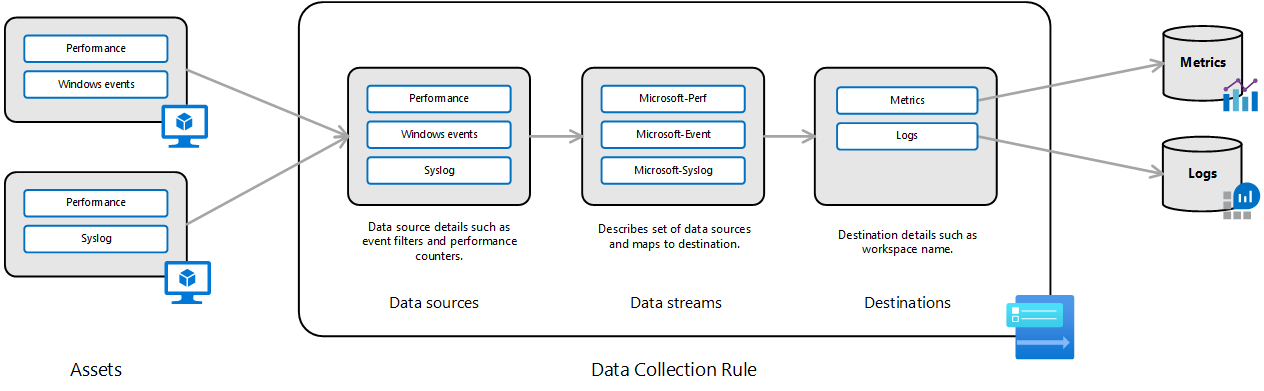 Performance
Windows events
Performance
Syslog
Assets
Performance
Windows events
Syslog
Data source details such as
event filters and performance
counters.
Data sources
Microsoft-Perf
Microsoft-Event
Microsoft-Syslog
Describes set of data sources
and maps to destination.
Data streams
Metrics
Logs
Destination details such as
workspace name.
Destinations
Data Collection Rule
Metrics
Logs